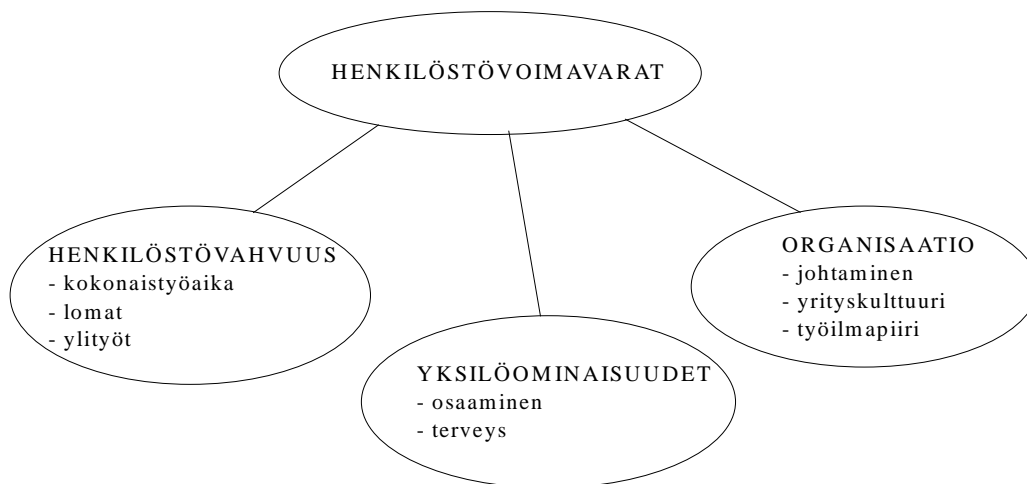 HENKILÖSTÖVOIMAVARAT
HENKILÖSTÖVAHVUUS
- kokonaistyöaika
- lomat
- ylityöt
YKSILÖOMINAISUUDET
- osaaminen
- terveys
ORGANISAATIO
- johtaminen
- yrityskulttuuri
- työilmapiiri